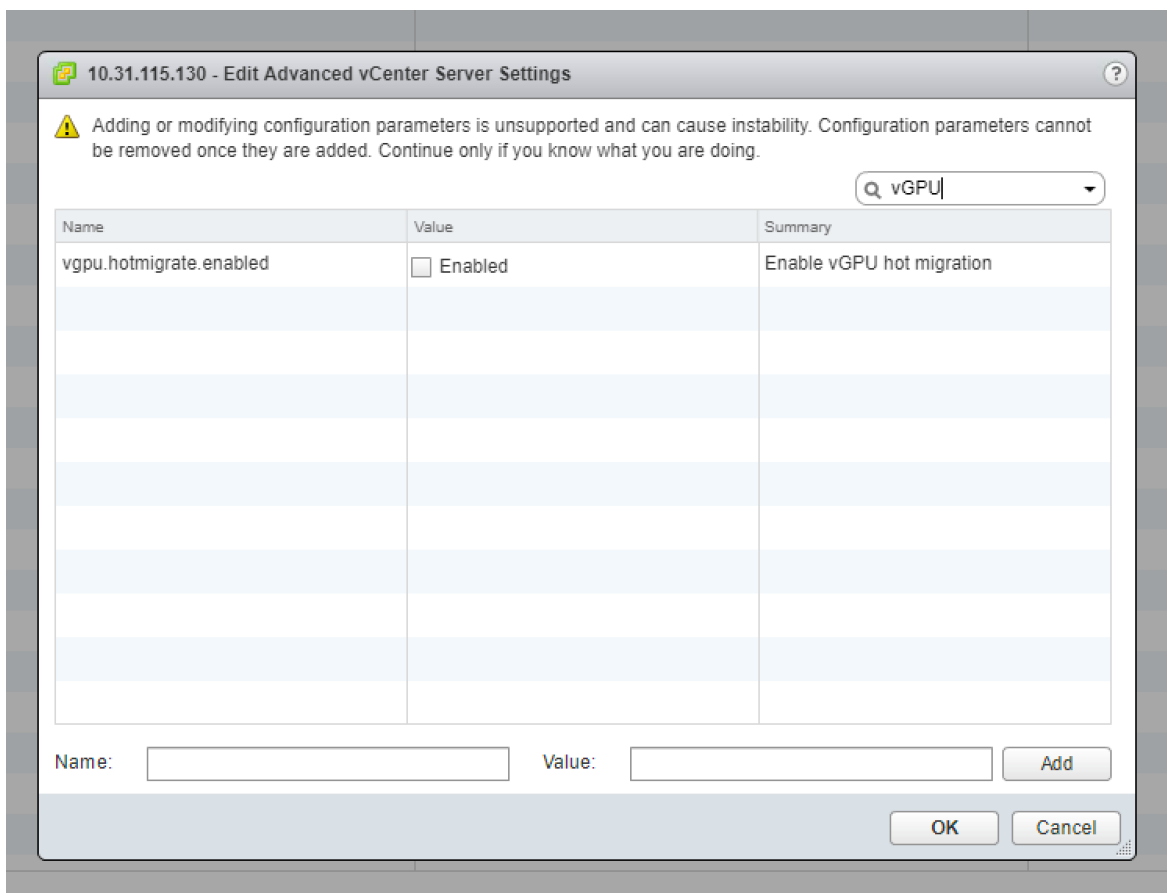 10.31.115.130 - Edit Advanced vCenter Server Settings
?
Adding or modifying configuration parameters is unsupported and can cause instability. Configuration parameters cannot
be removed once they are added. Continue only if you know what you are doing.
vGPU
Name Value Summary
vgpu.hotmigrate.enabled Enabled Enable vGPU hot migration
Name: Value: Add
OK Cancel